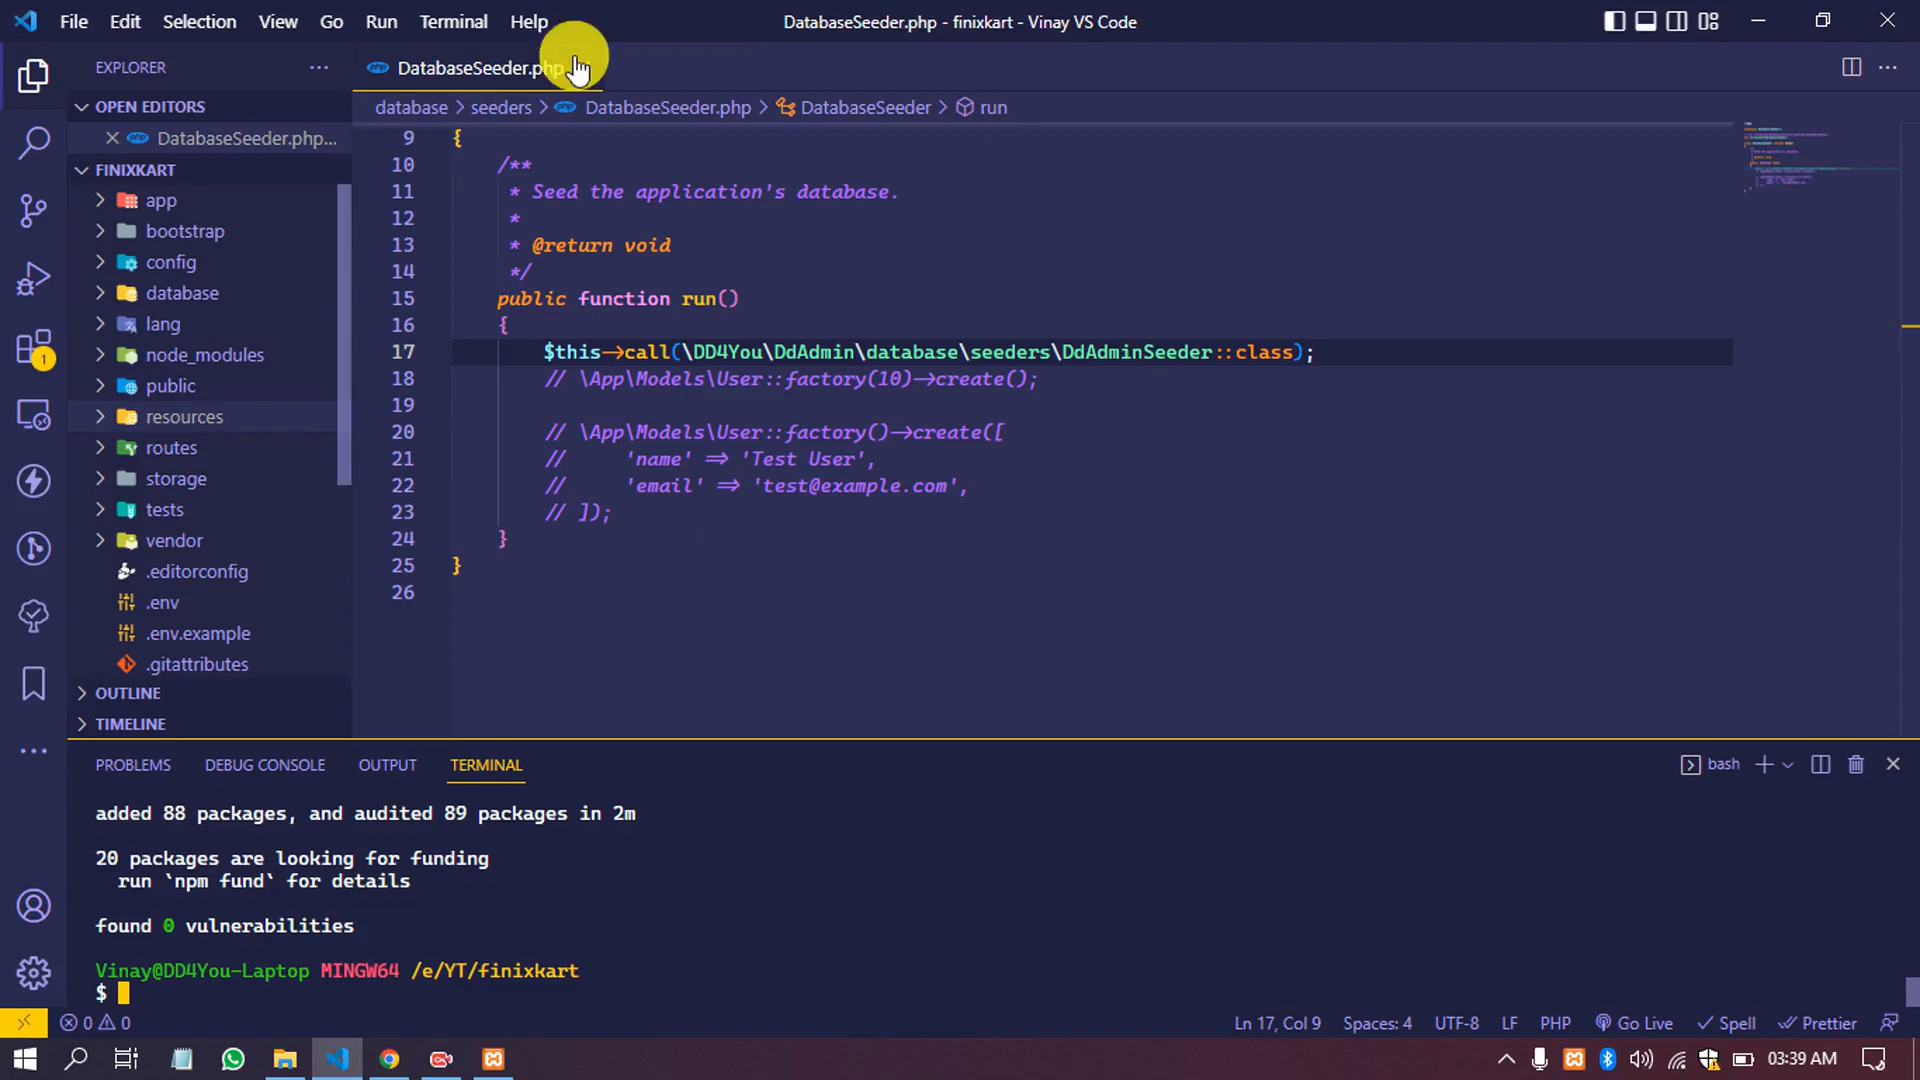 File Edit Selection View Go Run Terminal Help
DatabaseSeeder.php - finixkart - Vinay VS Code
EXPLORER
DatabaseSeeder.php
OPEN EDITORS
database > seeders > DatabaseSeeder.php > DatabaseSeeder > run
DatabaseSeeder.php...
FINIXKART
app
bootstrap
config
database
lang
node_modules
public
resources
routes
storage
tests
vendor
.editorconfig
.env
.env.example
.gitattributes
OUTLINE
TIMELINE
9 {
10 /**
11 * Seed the application's database.
12 *
13 * @return void
14 */
15 public function run()
16 {
17 $this->call(\DD4You\DdAdmin\database\seeders\DdAdminSeeder::class);
18 // \App\Models\User::factory(10)->create();
19
20 // \App\Models\User::factory()->create([
21 // 'name' => 'Test User',
22 // 'email' => 'test@example.com',
23 // ]);
24 }
25 }
26
1
PROBLEMS DEBUG CONSOLE OUTPUT TERMINAL
bash
added 88 packages, and audited 89 packages in 2m
20 packages are looking for funding
run `npm fund` for details
found 0 vulnerabilities
Vinay@DD4You-Laptop MINGW64 /e/YT/finixkart
$
0 0
Ln 17, Col 9 Spaces: 4 UTF-8 LF PHP Go Live Spell Prettier
03:39 AM